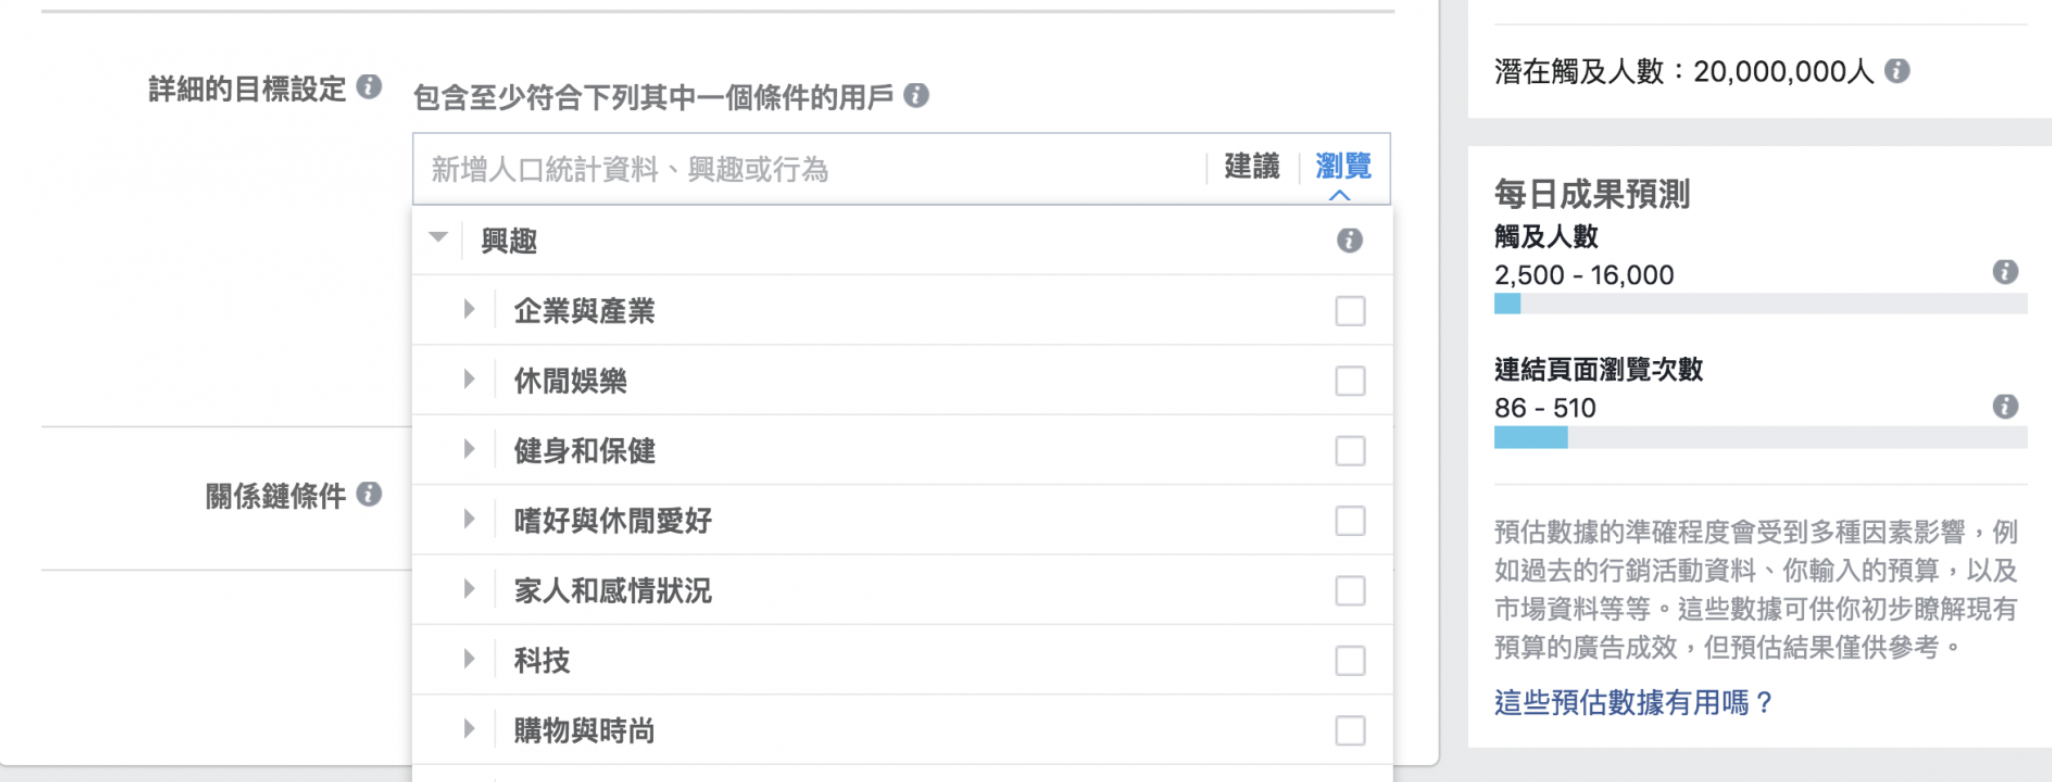 詳細的目標設定
包含至少符合下列其中一個條件的用戶
新增人口統計資料、興趣或行為
建議
瀏覽
興趣
企業與產業
休閒娛樂
健身和保健
嗜好與休閒愛好
家人和感情狀況
科技
購物與時尚
關係鏈條件
潛在觸及人數：20,000,000人
每日成果預測
觸及人數
2,500 - 16,000
連結頁面瀏覽次數
86 - 510
預估數據的準確程度會受到多種因素影響，例
如過去的行銷活動資料、你輸入的預算，以及
市場資料等等。這些數據可供你初步瞭解現有
預算的廣告成效，但預估結果僅供參考。
這些預估數據有用嗎？